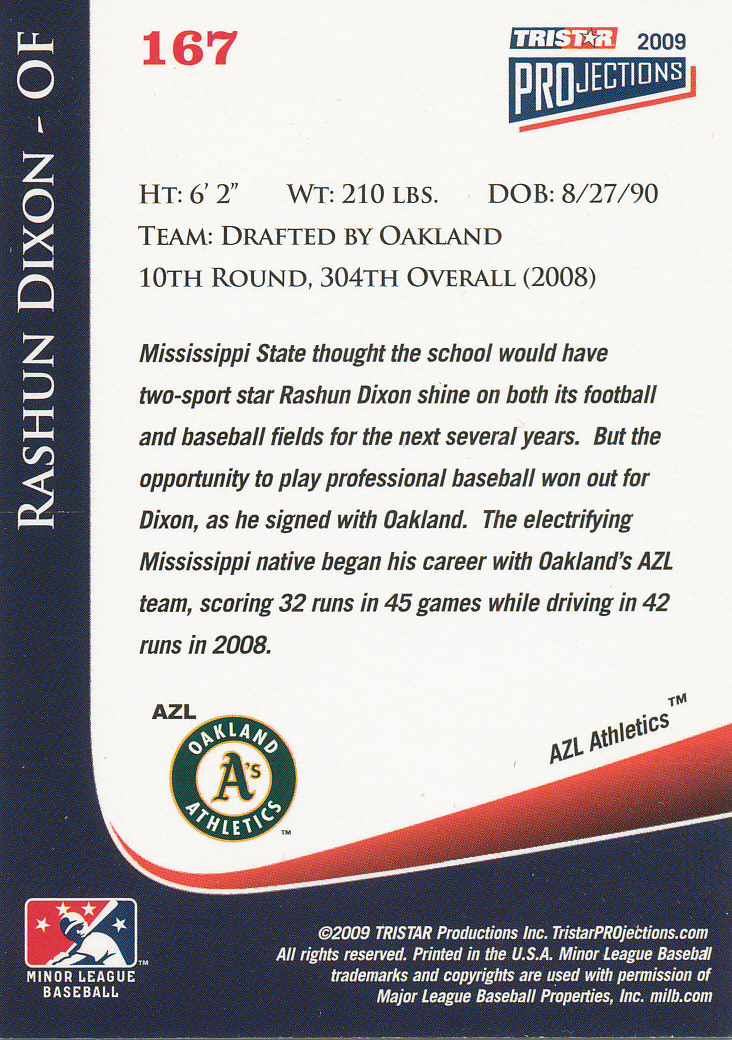 RASHUN DIXON - OF
167
TRISTAR 2009
PROJECTIONS
HT: 6' 2” WT: 210 LBS. DOB: 8/27/90
TEAM: DRAFTED BY OAKLAND
10TH ROUND, 304TH OVERALL (2008)
Mississippi State thought the school would have
two-sport star Rashun Dixon shine on both its football
and baseball fields for the next several years. But the
opportunity to play professional baseball won out for
Dixon, as he signed with Oakland. The electrifying
Mississippi native began his career with Oakland's AZL
team, scoring 32 runs in 45 games while driving in 42
runs in 2008.
AZL
OAKLAND
A's
ATHLETICS
TM
AZL Athletics™
MINOR LEAGUE
BASEBALL
TM
©2009 TRISTAR Productions Inc. TristarPROjections.com
All rights reserved. Printed in the U.S.A. Minor League Baseball
trademarks and copyrights are used with permission of
Major League Baseball Properties, Inc. milb.com